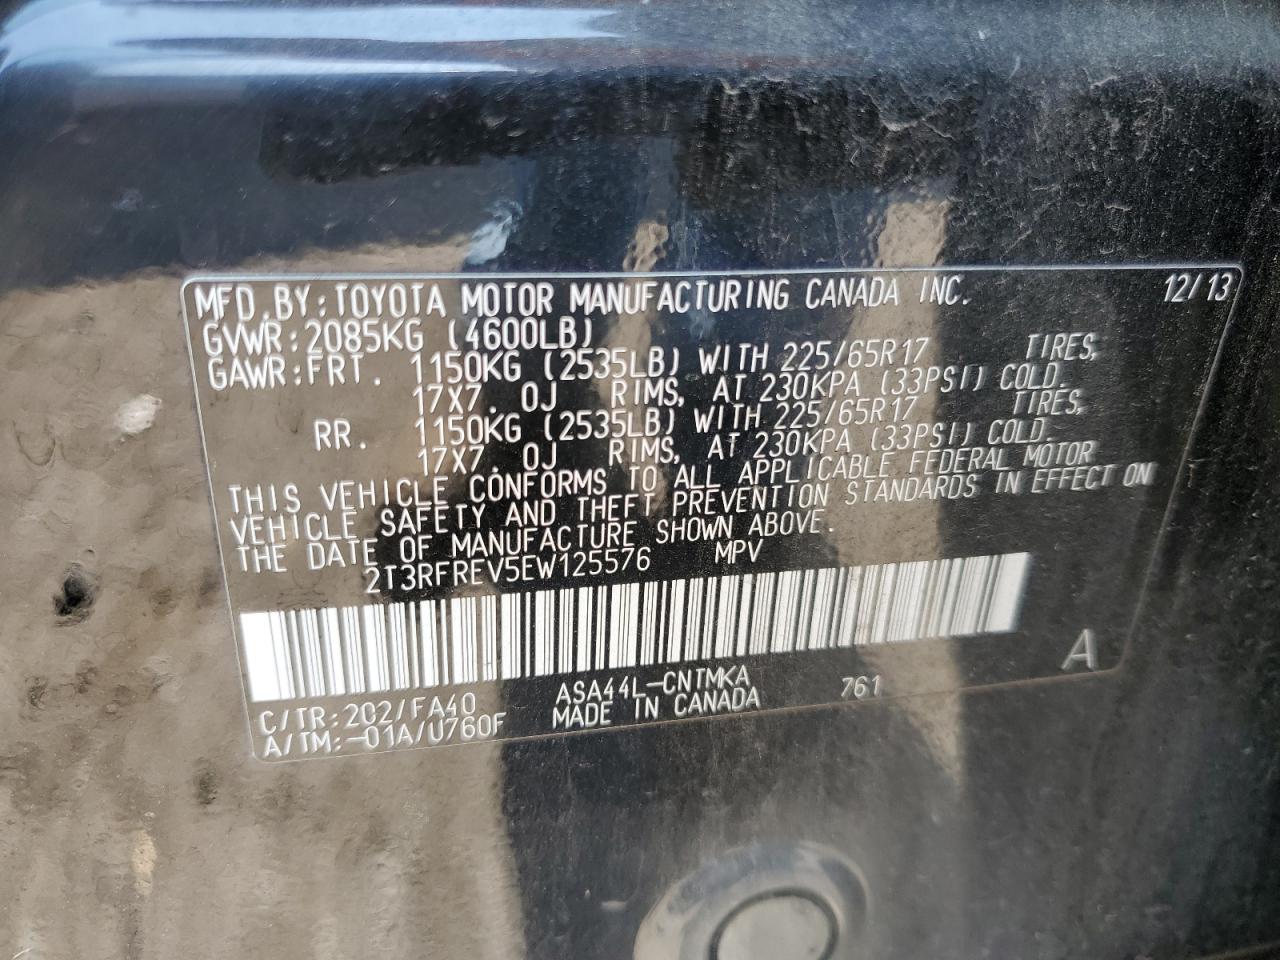 MFD.BY:TOYOTA MOTOR MANUFACTURING CANADA INC. 12/13
GVWR:2085KG (4600LB)
GAWR:FRT. 1150KG (2535LB) WITH 225/65R17 TIRES,
17X7.0J RIMS, AT 230KPA (33PSI) COLD.
RR. 1150KG (2535LB) WITH 225/65R17 TIRES,
17X7.0J RIMS, AT 230KPA (33PSI) COLD.
THIS VEHICLE CONFORMS TO ALL APPLICABLE FEDERAL MOTOR
VEHICLE SAFETY AND THEFT PREVENTION STANDARDS IN EFFECT ON
THE DATE OF MANUFACTURE SHOWN ABOVE.
2T3RFREV5EW125576 MPV
A
C/TR:202/FA40 ASA44L-CNTMKA 761
A/TM:-01A/U760F MADE IN CANADA